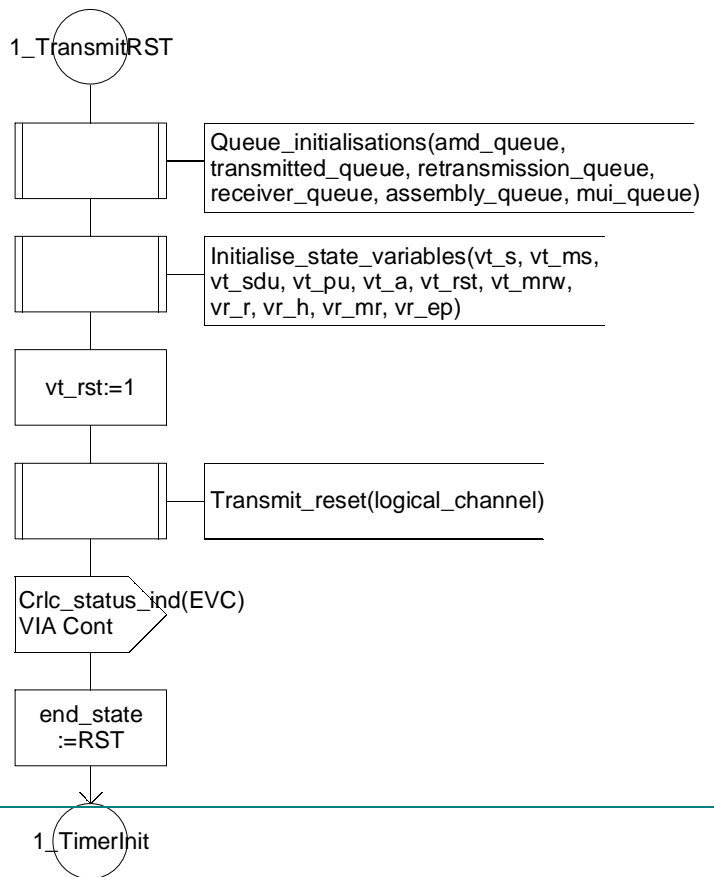 1_TransmitRST
Queue_initialisations(amd_queue,
transmitted_queue, retransmission_queue,
receiver_queue, assembly_queue, mui_queue)
Initialise_state_variables(vt_s, vt_ms,
vt_sdu, vt_pu, vt_a, vt_rst, vt_mrw,
vr_r, vr_h, vr_mr, vr_ep)
vt_rst:=1
Transmit_reset(logical_channel)
Crlc_status_ind(EVC)
VIA Cont
end_state
:=RST
1_TimerInit